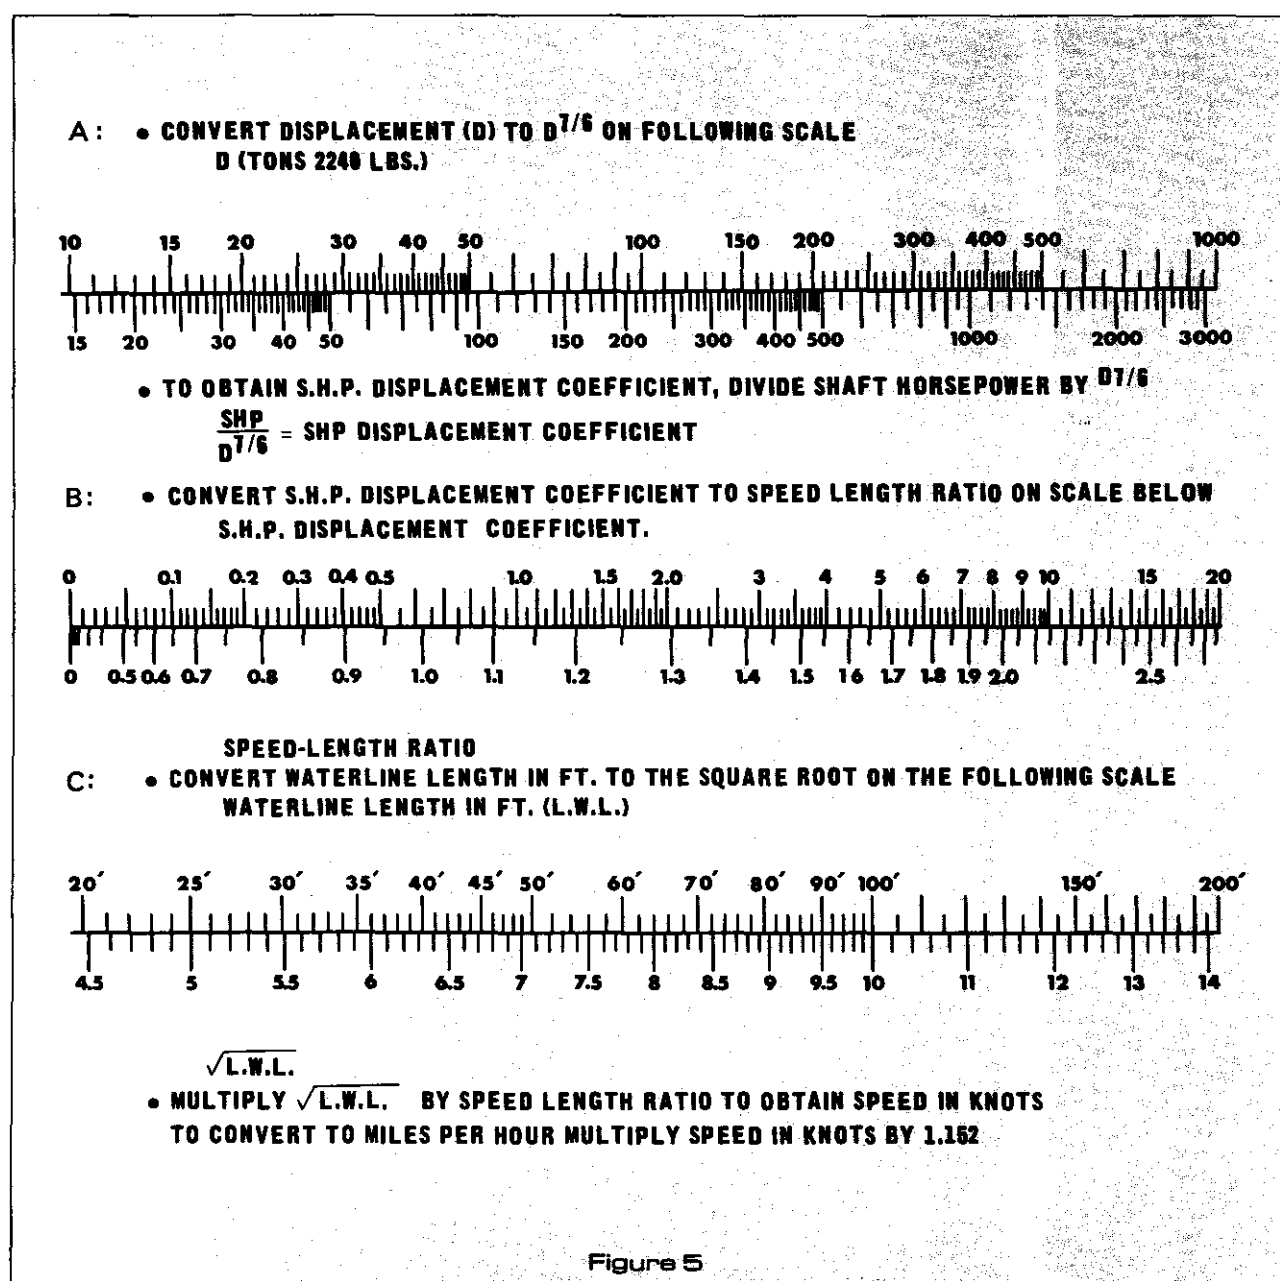 A: • CONVERT DISPLACEMENT (D) TO D7/6 ON FOLLOWING SCALE
D (TONS 2240 LBS.)
10 15 20 30 40 50 100 150 200 300 400 500 1000
15 20 30 40 50 100 150 200 300 400 500 1000 2000 3000
• TO OBTAIN S.H.P. DISPLACEMENT COEFFICIENT, DIVIDE SHAFT HORSEPOWER BY D7/6
SHP
D7/6 = SHP DISPLACEMENT COEFFICIENT
B: • CONVERT S.H.P. DISPLACEMENT COEFFICIENT TO SPEED LENGTH RATIO ON SCALE BELOW
S.H.P. DISPLACEMENT COEFFICIENT.
0 0.1 0.2 0.3 0.4 0.5 1.0 1.5 2.0 3 4 5 6 7 8 9 10 15 20
0 0.5 0.6 0.7 0.8 0.9 1.0 1.1 1.2 1.3 1.4 1.5 1 6 1.7 1.8 1.9 2.0 2.5
SPEED-LENGTH RATIO
C: • CONVERT WATERLINE LENGTH IN FT. TO THE SQUARE ROOT ON THE FOLLOWING SCALE
WATERLINE LENGTH IN FT. (L.W.L.)
20′ 25′ 30′ 35′ 40′ 45′ 50′ 60′ 70′ 80′ 90′ 100′ 150′ 200′
4.5 5 5.5 6 6.5 7 7.5 8 8.5 9 9.5 10 11 12 13 14
√L.W.L.
• MULTIPLY √L.W.L. BY SPEED LENGTH RATIO TO OBTAIN SPEED IN KNOTS
TO CONVERT TO MILES PER HOUR MULTIPLY SPEED IN KNOTS BY 1.152
Figure 5